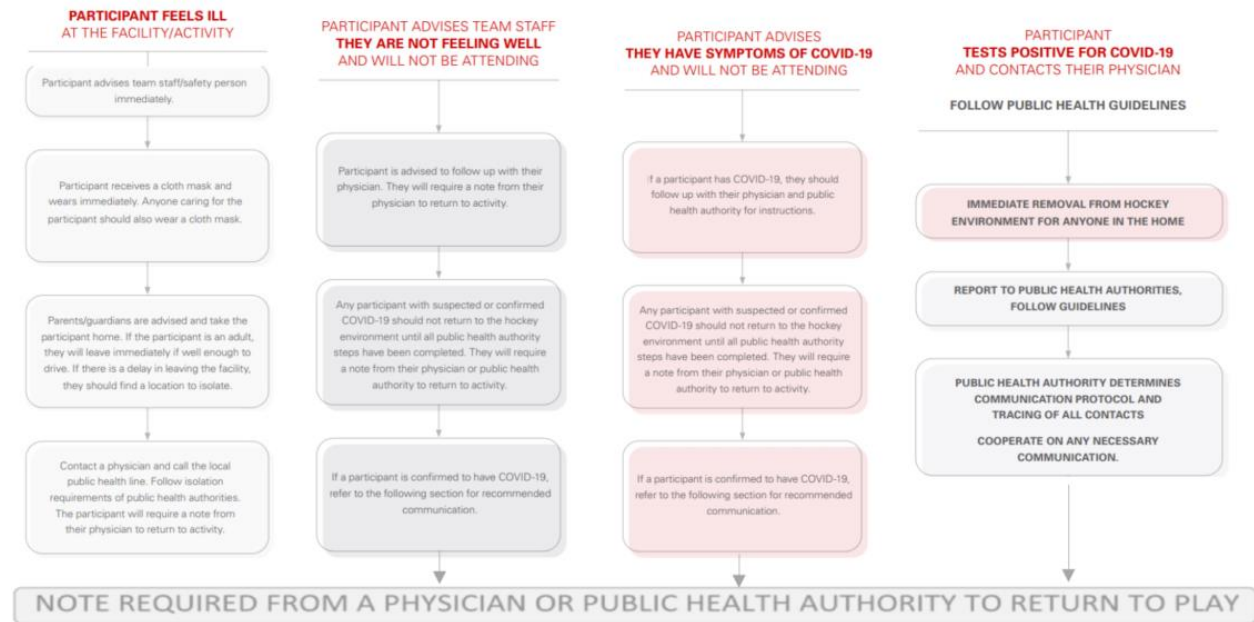 PARTICIPANT FEELS ILL
AT THE FACILITY/ACTIVITY
Participant advises team staff/safety person
immediately.
Participant receives a cloth mask and
wears immediately. Anyone caring for the
participant should also wear a cloth mask.
Parents/guardians are advised and take the
participant home. If the participant is an adult,
they will leave immediately if well enough to
drive. If there is a delay in leaving the facility,
they should find a location to isolate.
Contact a physician and call the local
public health line. Follow isolation
requirements of public health authorities.
The participant will require a note from
their physician to return to activity.
PARTICIPANT ADVISES TEAM STAFF
THEY ARE NOT FEELING WELL
AND WILL NOT BE ATTENDING
Participant is advised to follow up with their
physician. They will require a note from their
physician to return to activity.
Any participant with suspected or confirmed
COVID-19 should not return to the hockey
environment until all public health authority
steps have been completed. They will require
a note from their physician or public health
authority to return to activity.
If a participant is confirmed to have COVID-19,
refer to the following section for recommended
communication.
PARTICIPANT ADVISES
THEY HAVE SYMPTOMS OF COVID-19
AND WILL NOT BE ATTENDING
If a participant has COVID-19, they should
follow up with their physician and public
health authority for instructions.
Any participant with suspected or confirmed
COVID-19 should not return to the hockey
environment until all public health authority
steps have been completed. They will require
a note from their physician or public health
authority to return to activity.
If a participant is confirmed to have COVID-19,
refer to the following section for recommended
communication.
PARTICIPANT
TESTS POSITIVE FOR COVID-19
AND CONTACTS THEIR PHYSICIAN
FOLLOW PUBLIC HEALTH GUIDELINES
IMMEDIATE REMOVAL FROM HOCKEY
ENVIRONMENT FOR ANYONE IN THE HOME
REPORT TO PUBLIC HEALTH AUTHORITIES,
FOLLOW GUIDELINES
PUBLIC HEALTH AUTHORITY DETERMINES
COMMUNICATION PROTOCOL AND
TRACING OF ALL CONTACTS
COOPERATE ON ANY NECESSARY
COMMUNICATION.
NOTE REQUIRED FROM A PHYSICIAN OR PUBLIC HEALTH AUTHORITY TO RETURN TO PLAY